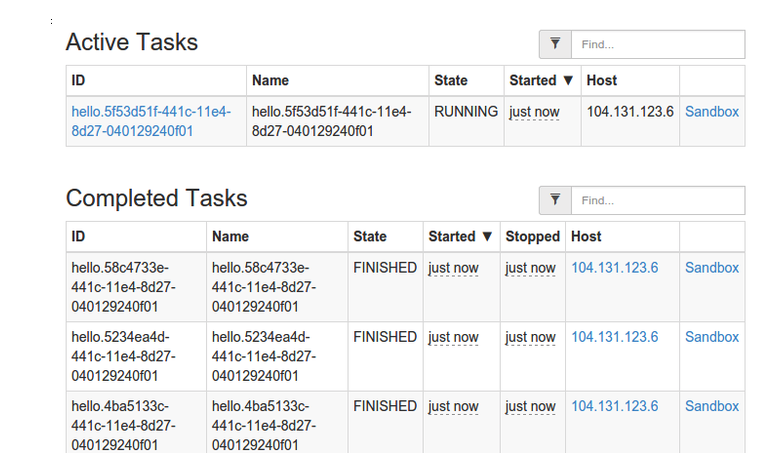 :
Active Tasks
Find...
ID Name State Started ▼ Host
hello.5f53d51f-441c-11e4- hello.5f53d51f-441c-11e4- RUNNING just now 104.131.123.6 Sandbox
8d27-040129240f01 8d27-040129240f01
Completed Tasks
Find...
ID Name State Started ▼ Stopped Host
hello.58c4733e- hello.58c4733e- FINISHED just now just now 104.131.123.6 Sandbox
441c-11e4-8d27- 441c-11e4-8d27-
040129240f01 040129240f01
hello.5234ea4d- hello.5234ea4d- FINISHED just now just now 104.131.123.6 Sandbox
441c-11e4-8d27- 441c-11e4-8d27-
040129240f01 040129240f01
hello.4ba5133c- hello.4ba5133c- FINISHED just now just now 104.131.123.6 Sandbox
441c-11e4-8d27- 441c-11e4-8d27-
040129240f01 040129240f01